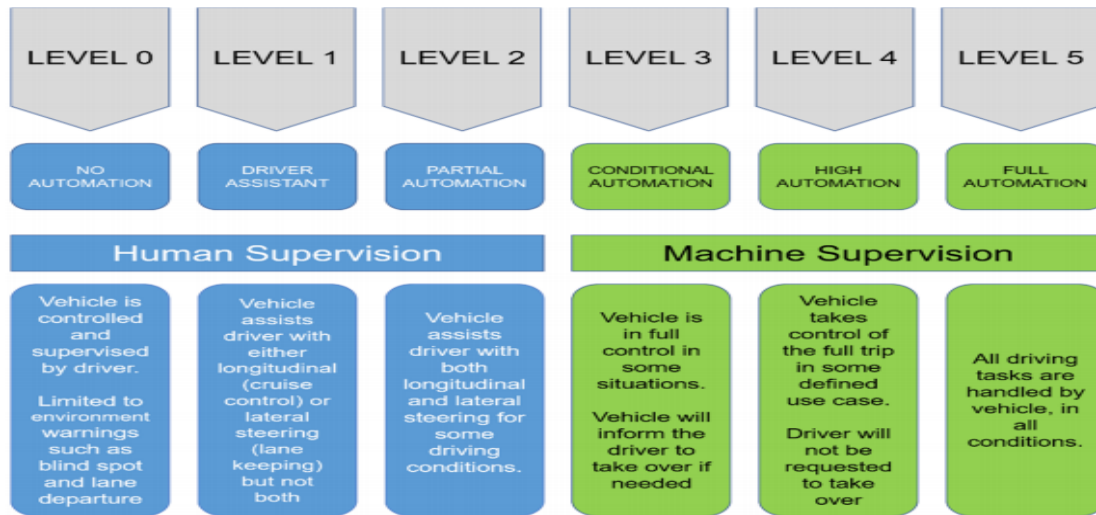 LEVEL 0
LEVEL 1
LEVEL 2
LEVEL 3
LEVEL 4
LEVEL 5
NO
AUTOMATION
DRIVER
ASSISTANT
PARTIAL
AUTOMATION
CONDITIONAL
AUTOMATION
HIGH
AUTOMATION
FULL
AUTOMATION
Human Supervision
Machine Supervision
Vehicle is
controlled
and
supervised
by driver.
Limited to
environment
warnings
such as
blind spot
and lane
departure
Vehicle
assists
driver with
either
longitudinal
(cruise
control) or
lateral
steering
(lane
keeping)
but not
both
Vehicle
assists
driver with
both
longitudinal
and lateral
steering for
some
driving
conditions.
Vehicle is
in full
control in
some
situations.
Vehicle will
inform the
driver to
take over if
needed
Vehicle
takes
control of
the full trip
in some
defined
use case.
Driver will
not be
requested
to take
over
All driving
tasks are
handled by
vehicle, in
all
conditions.